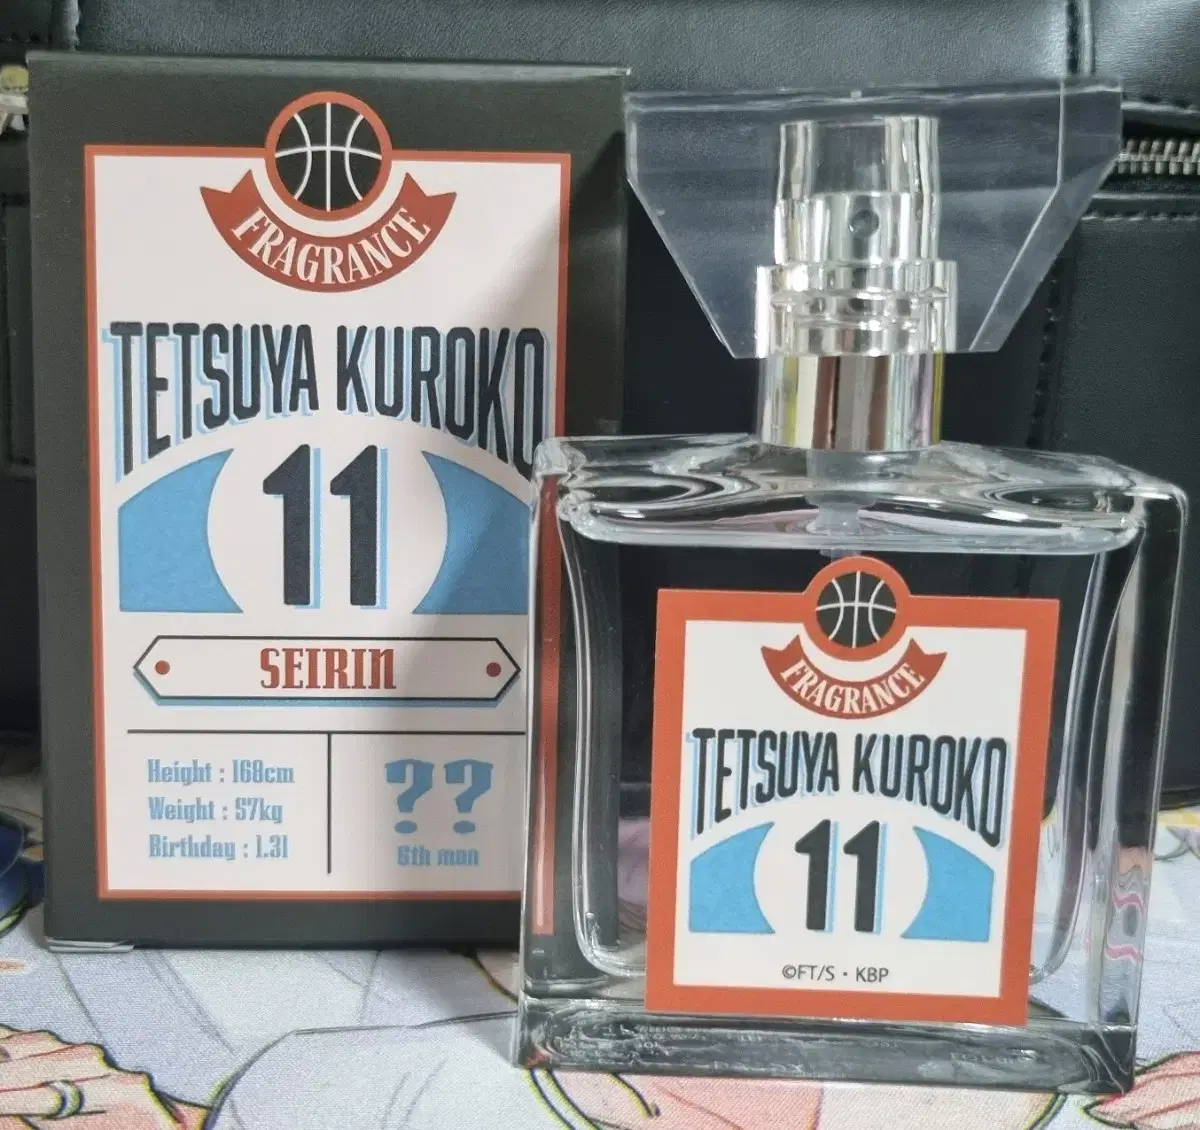 FRAGRANCE
TETSUYA KUROKO
11
SEIRIN
Height : 168cm
Weight : 57kg
Birthday : 1.31
??
6th man
FRAGRANCE
TETSUYA KUROKO
11
©FT/S・KBP